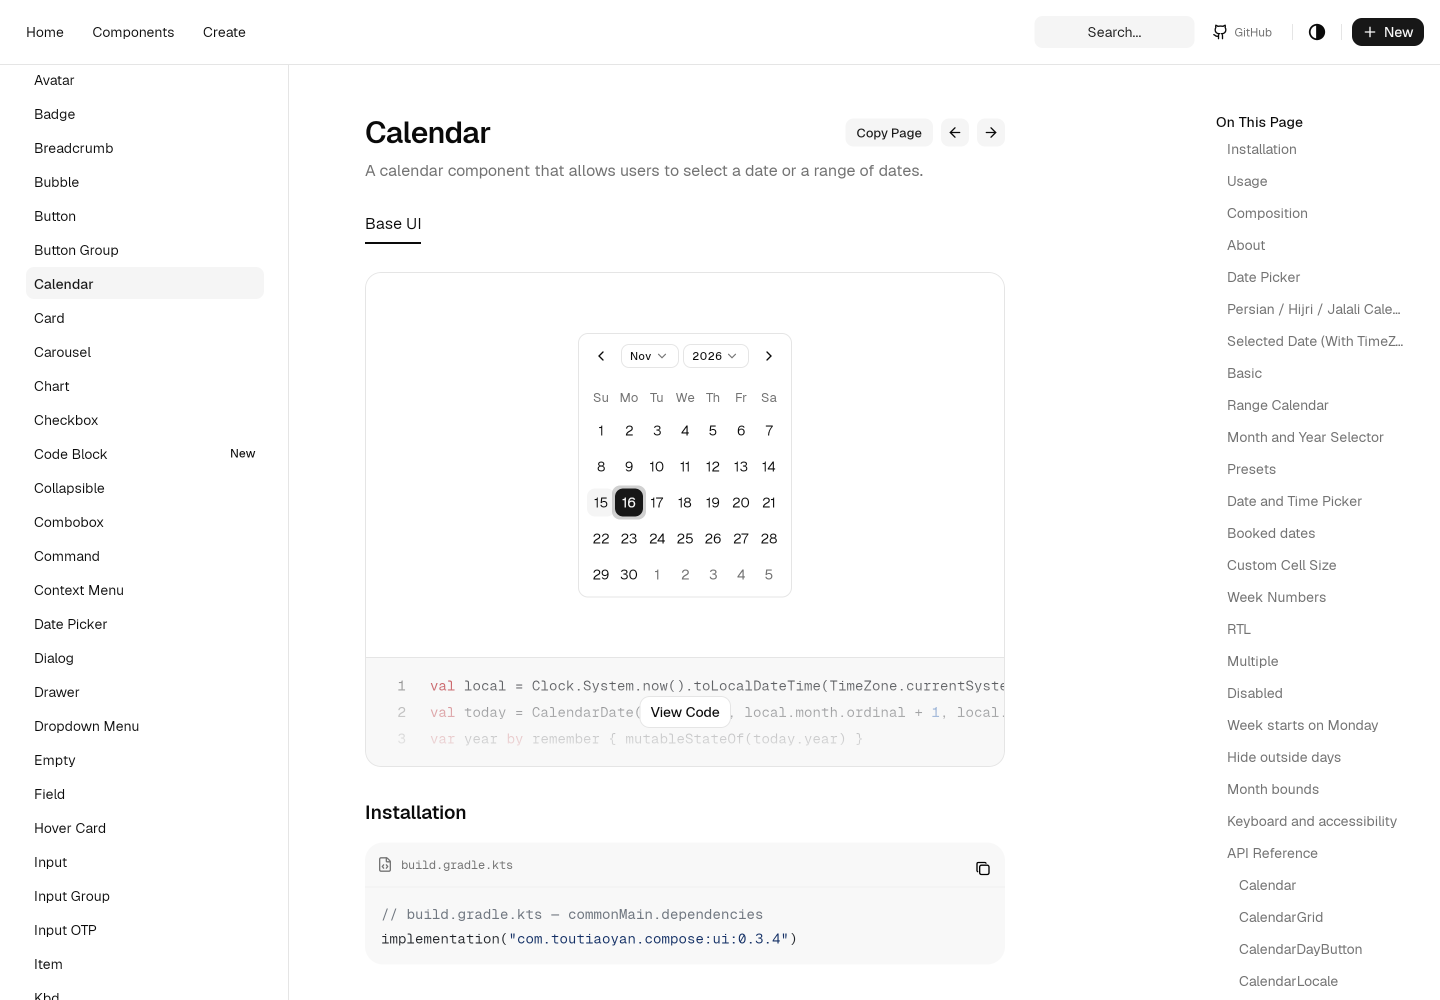 Home Components Create Search... GitHub New
Avatar
Badge
Breadcrumb
Bubble
Button
Button Group
Calendar
Card
Carousel
Chart
Checkbox
Code Block New
Collapsible
Combobox
Command
Context Menu
Date Picker
Dialog
Drawer
Dropdown Menu
Empty
Field
Hover Card
Input
Input Group
Input OTP
Item
Kbd
Calendar
Copy Page
A calendar component that allows users to select a date or a range of dates.
Base UI
Nov 2026
Su Mo Tu We Th Fr Sa
1 2 3 4 5 6 7
8 9 10 11 12 13 14
15 16 17 18 19 20 21
22 23 24 25 26 27 28
29 30 1 2 3 4 5
1 val local = Clock.System.now().toLocalDateTime(TimeZone.currentSyste
2 val today = CalendarDate( , local.month.ordinal + 1, local.
View Code
3 var year by remember { mutableStateOf(today.year) }
Installation
build.gradle.kts
// build.gradle.kts — commonMain.dependencies
implementation("com.toutiaoyan.compose:ui:0.3.4")
On This Page
Installation
Usage
Composition
About
Date Picker
Persian / Hijri / Jalali Cale...
Selected Date (With TimeZ...
Basic
Range Calendar
Month and Year Selector
Presets
Date and Time Picker
Booked dates
Custom Cell Size
Week Numbers
RTL
Multiple
Disabled
Week starts on Monday
Hide outside days
Month bounds
Keyboard and accessibility
API Reference
Calendar
CalendarGrid
CalendarDayButton
CalendarLocale